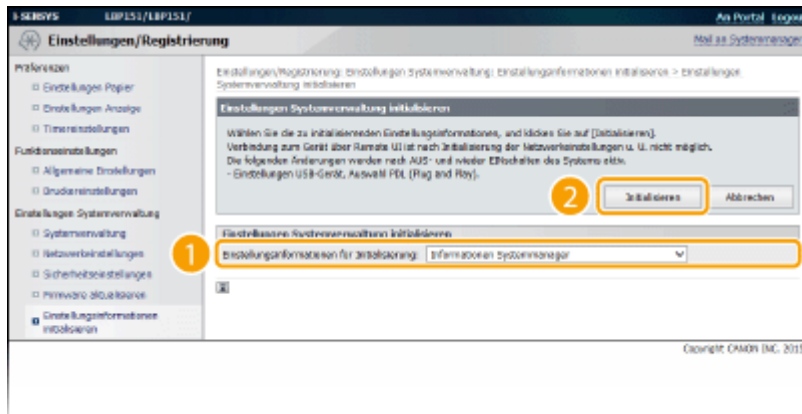 i-SENSYS LBP151/LBP151/ An Portal Logou
Einstellungen/Registrierung Mail an Systemmanager
Präferenzen
Einstellungen Papier
Einstellungen Anzeige
Timereinstellungen
Funktionseinstellungen
Allgemeine Einstellungen
Druckereinstellungen
Einstellungen Systemverwaltung
Systemverwaltung
Netzwerkeinstellungen
Sicherheitseinstellungen
Firmware aktualisieren
Einstellungsinformationen
initialisieren
Einstellungen/Registrierung: Einstellungen Systemverwaltung: Einstellungsinformationen initialisieren > Einstellungen
Systemverwaltung initialisieren
Einstellungen Systemverwaltung initialisieren
Wählen Sie die zu initialisierenden Einstellungsinformationen, und klicken Sie auf [Initialisieren].
Verbindung zum Gerät über Remote UI ist nach Initialisierung der Netzwerkeinstellungen u. U. nicht möglich.
Die folgenden Änderungen werden nach AUS- und wieder EINschalten des Systems aktiv.
- Einstellungen USB-Gerät, Auswahl PDL (Plug and Play).
2 Initialisieren Abbrechen
Einstellungen Systemverwaltung initialisieren
1 Einstellungsinformationen für Initialisierung: Informationen Systemmanager
Copyright CANON INC. 2015